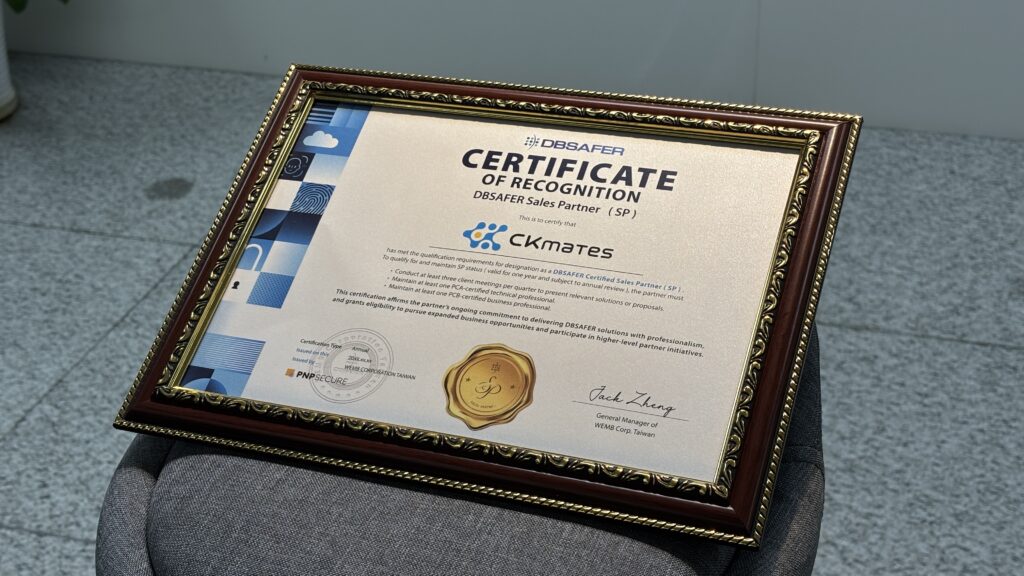 DBSAFER
CERTIFICATE
OF RECOGNITION
DBSAFER Sales Partner （SP）
This is to certify that
CKmates
has met the qualification requirements for designation as a DBSAFER Certified Sales Partner ( SP ) .
To qualify for and maintain SP status ( valid for one year and subject to annual review ), the partner must
• Conduct at least three client meetings per quarter to present relevant solutions or proposals.
• Maintain at least one PCA-certified technical professional.
• Maintain at least one PCB-certified business professional.
This certification affirms the partner's ongoing commitment to delivering DBSAFER solutions with professionalism,
and grants eligibility to pursue expanded business opportunities and participate in higher-level partner initiatives.
Certification Type Annual
Issued on this
Issued by WEMB CORPORATION TAIWAN
PNPSECURE
SP
Jack Zheng
General Manager of
WEMB Corp. Taiwan